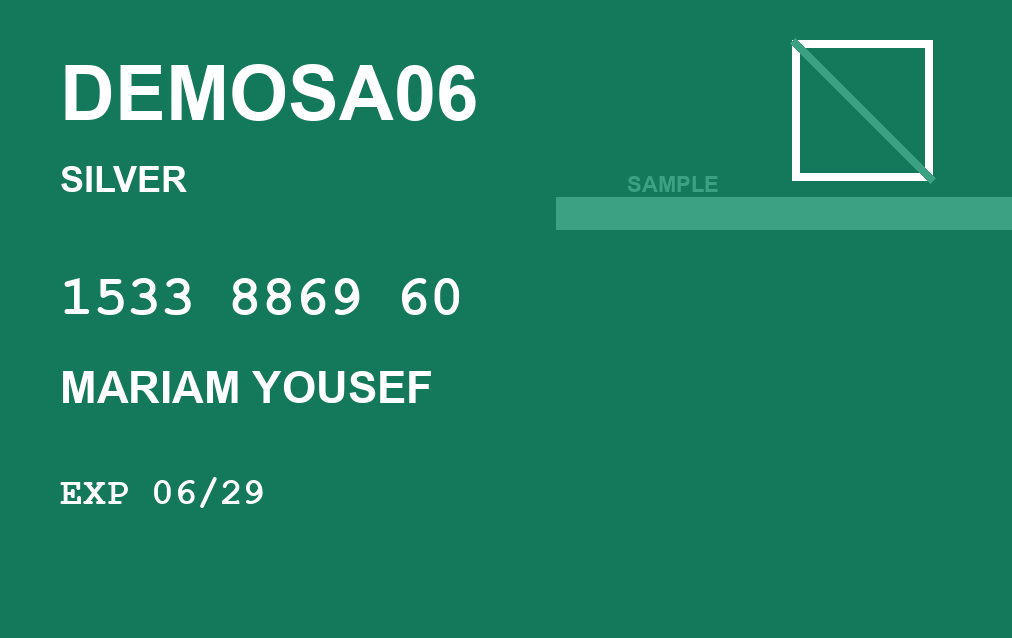 DEMOSA06
SILVER
SAMPLE
1533 8869 60
MARIAM YOUSEF
EXP 06/29